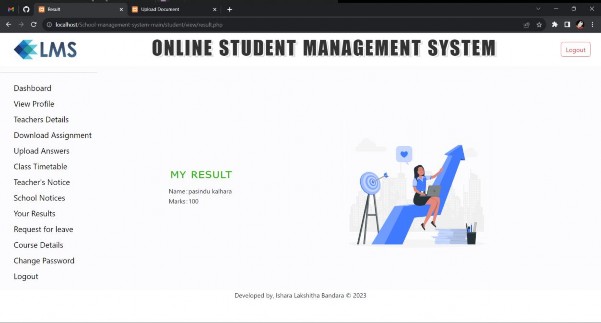 Result
Upload Document
localhost/School-management-system-main/student/view/result.php
LMS
ONLINE STUDENT MANAGEMENT SYSTEM
Logout
Dashboard
View Profile
Teachers Details
Download Assignment
Upload Answers
Class Timetable
Teacher's Notice
School Notices
Your Results
Request for leave
Course Details
Change Password
Logout
MY RESULT
Name: pasindu kalhara
Marks: 100
Developed by, Ishara Lakshitha Bandara © 2023